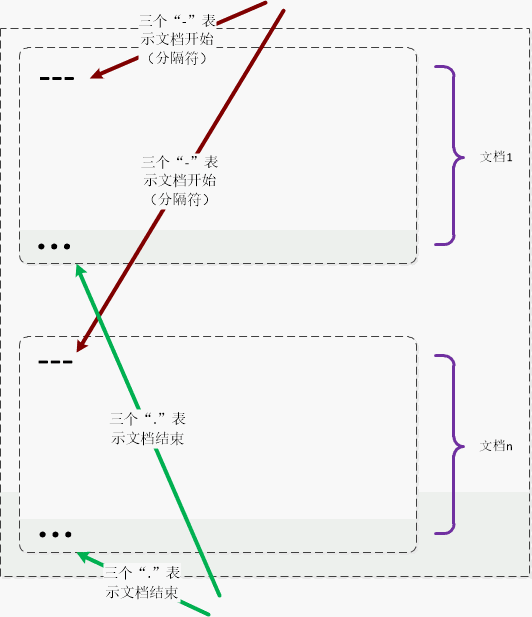 三个“-”表
示文档开始
（分隔符）
---
三个“-”表
示文档开始
（分隔符）
文档1
...
---
三个“.”表
示文档结束
文档n
...
三个“.”表
示文档结束